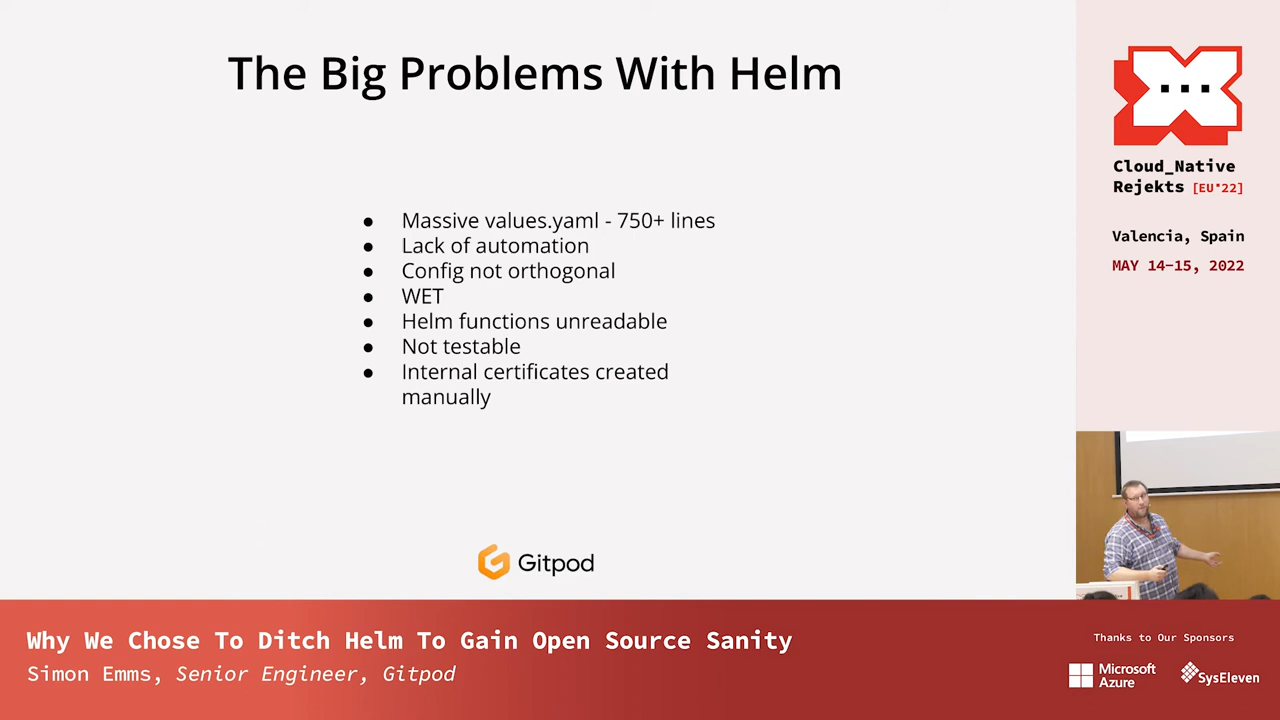 The Big Problems With Helm
● Massive values.yaml - 750+ lines
● Lack of automation
● Config not orthogonal
● WET
● Helm functions unreadable
● Not testable
● Internal certificates created
manually
Gitpod
Cloud_Native
Rejekts [EU*22]
Valencia, Spain
MAY 14-15, 2022
Why We Chose To Ditch Helm To Gain Open Source Sanity
Simon Emms, Senior Engineer, Gitpod
Thanks to Our Sponsors
Microsoft
Azure
SysEleven